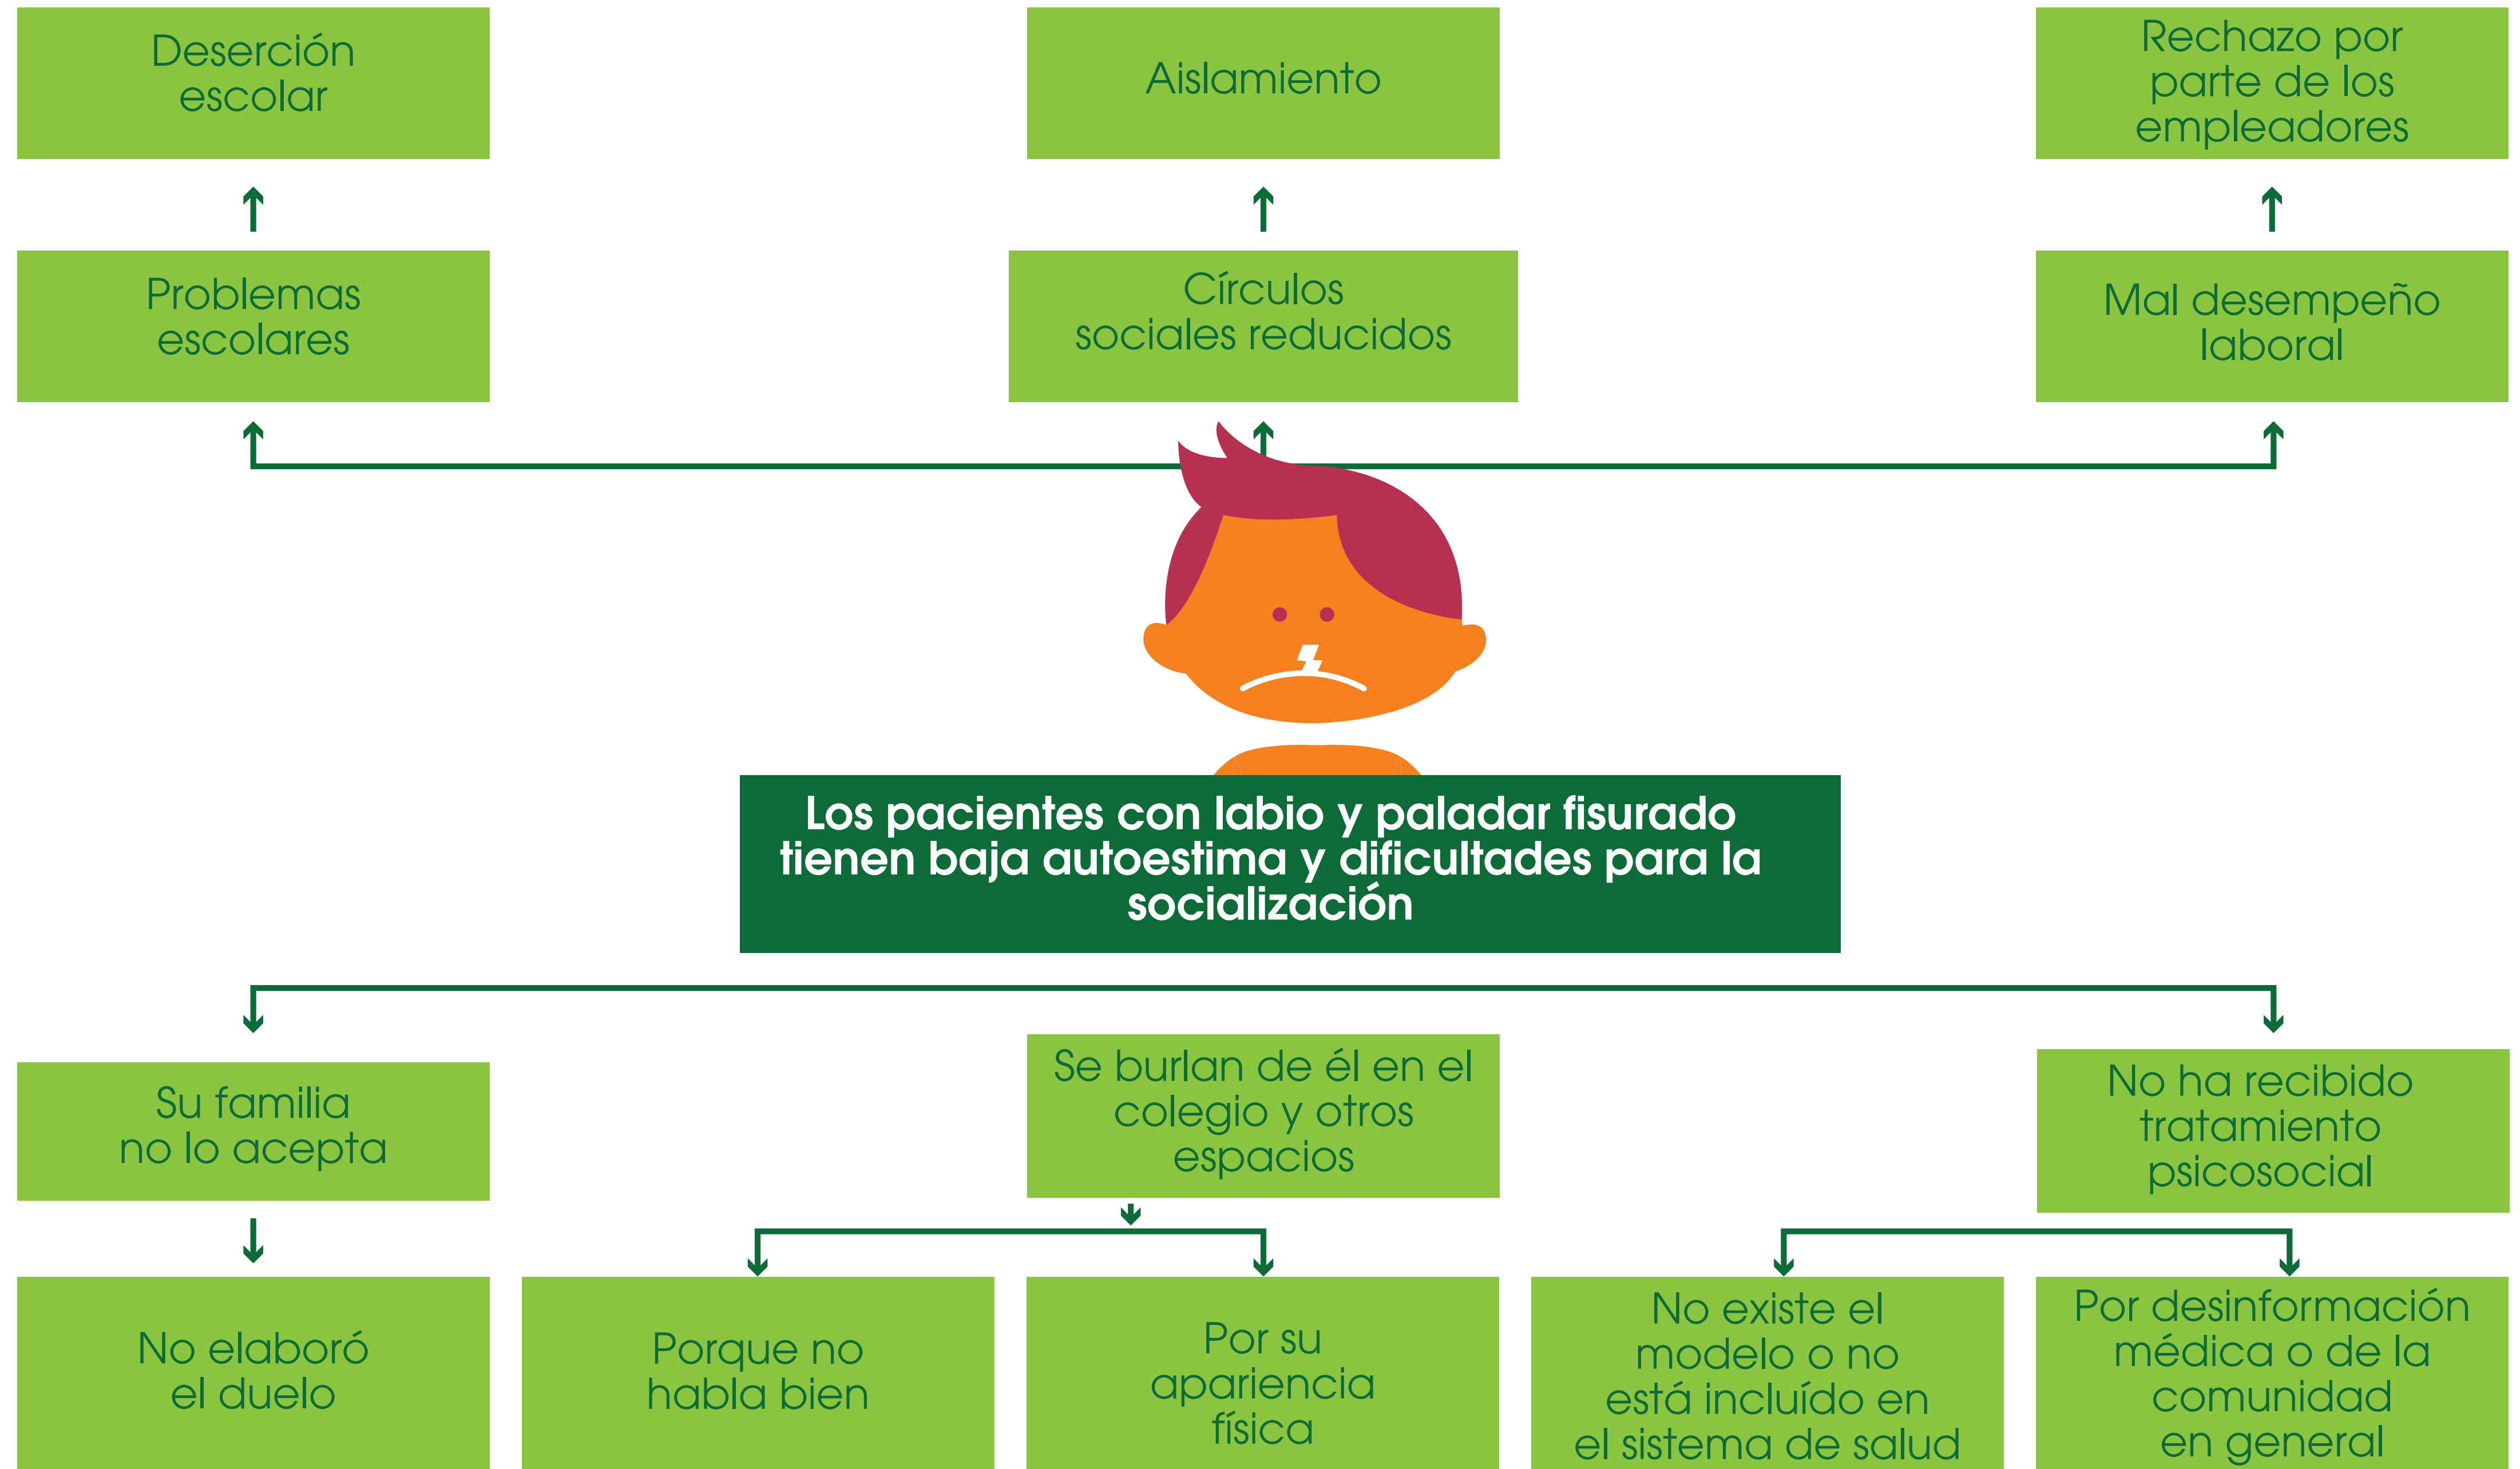 Deserción
escolar
Aislamiento
Rechazo por
parte de los
empleadores
Problemas
escolares
Círculos
sociales reducidos
Mal desempeño
laboral
Los pacientes con labio y paladar fisurado
tienen baja autoestima y dificultades para la
socialización
Su familia
no lo acepta
Se burlan de él en el
colegio y otros
espacios
No ha recibido
tratamiento
psicosocial
No elaboró
el duelo
Porque no
habla bien
Por su
apariencia
física
No existe el
modelo o no
está incluído en
el sistema de salud
Por desinformación
médica o de la
comunidad
en general